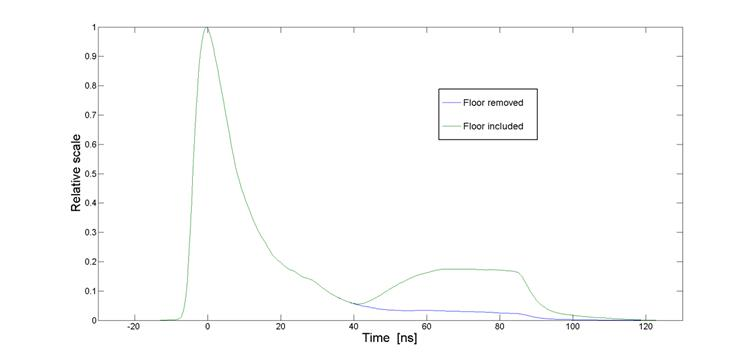 1
0.9
0.8
0.7
0.6
0.5
0.4
0.3
0.2
0.1
0
Relative scale
Floor removed
Floor included
-20 0 20 40 60 80 100 120
Time [ns]